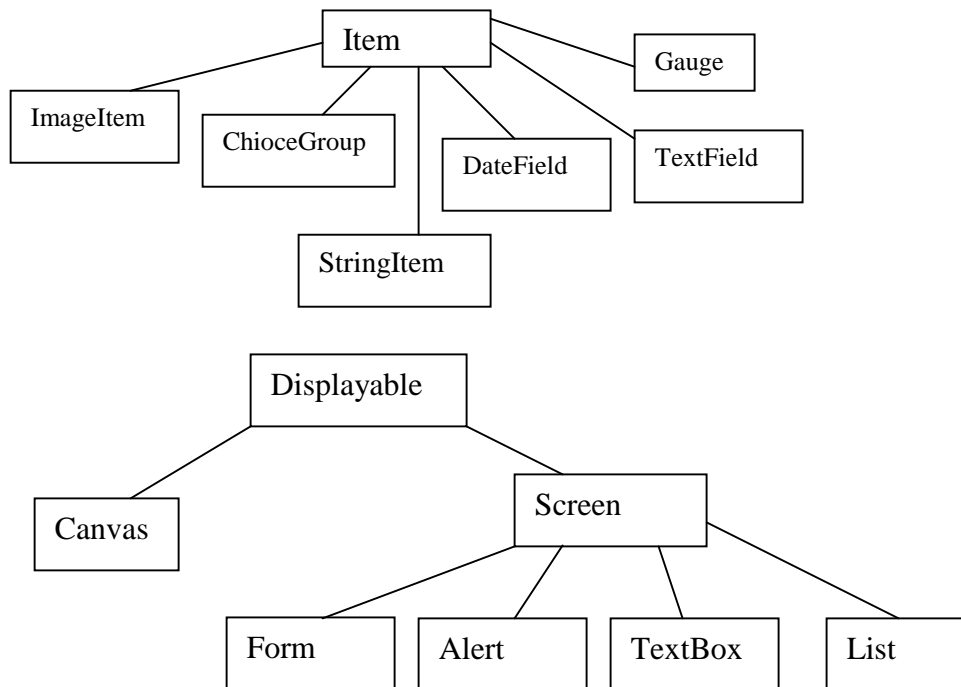 Item
Gauge
ImageItem
ChioceGroup
DateField
TextField
StringItem
Displayable
Canvas
Screen
Form
Alert
TextBox
List